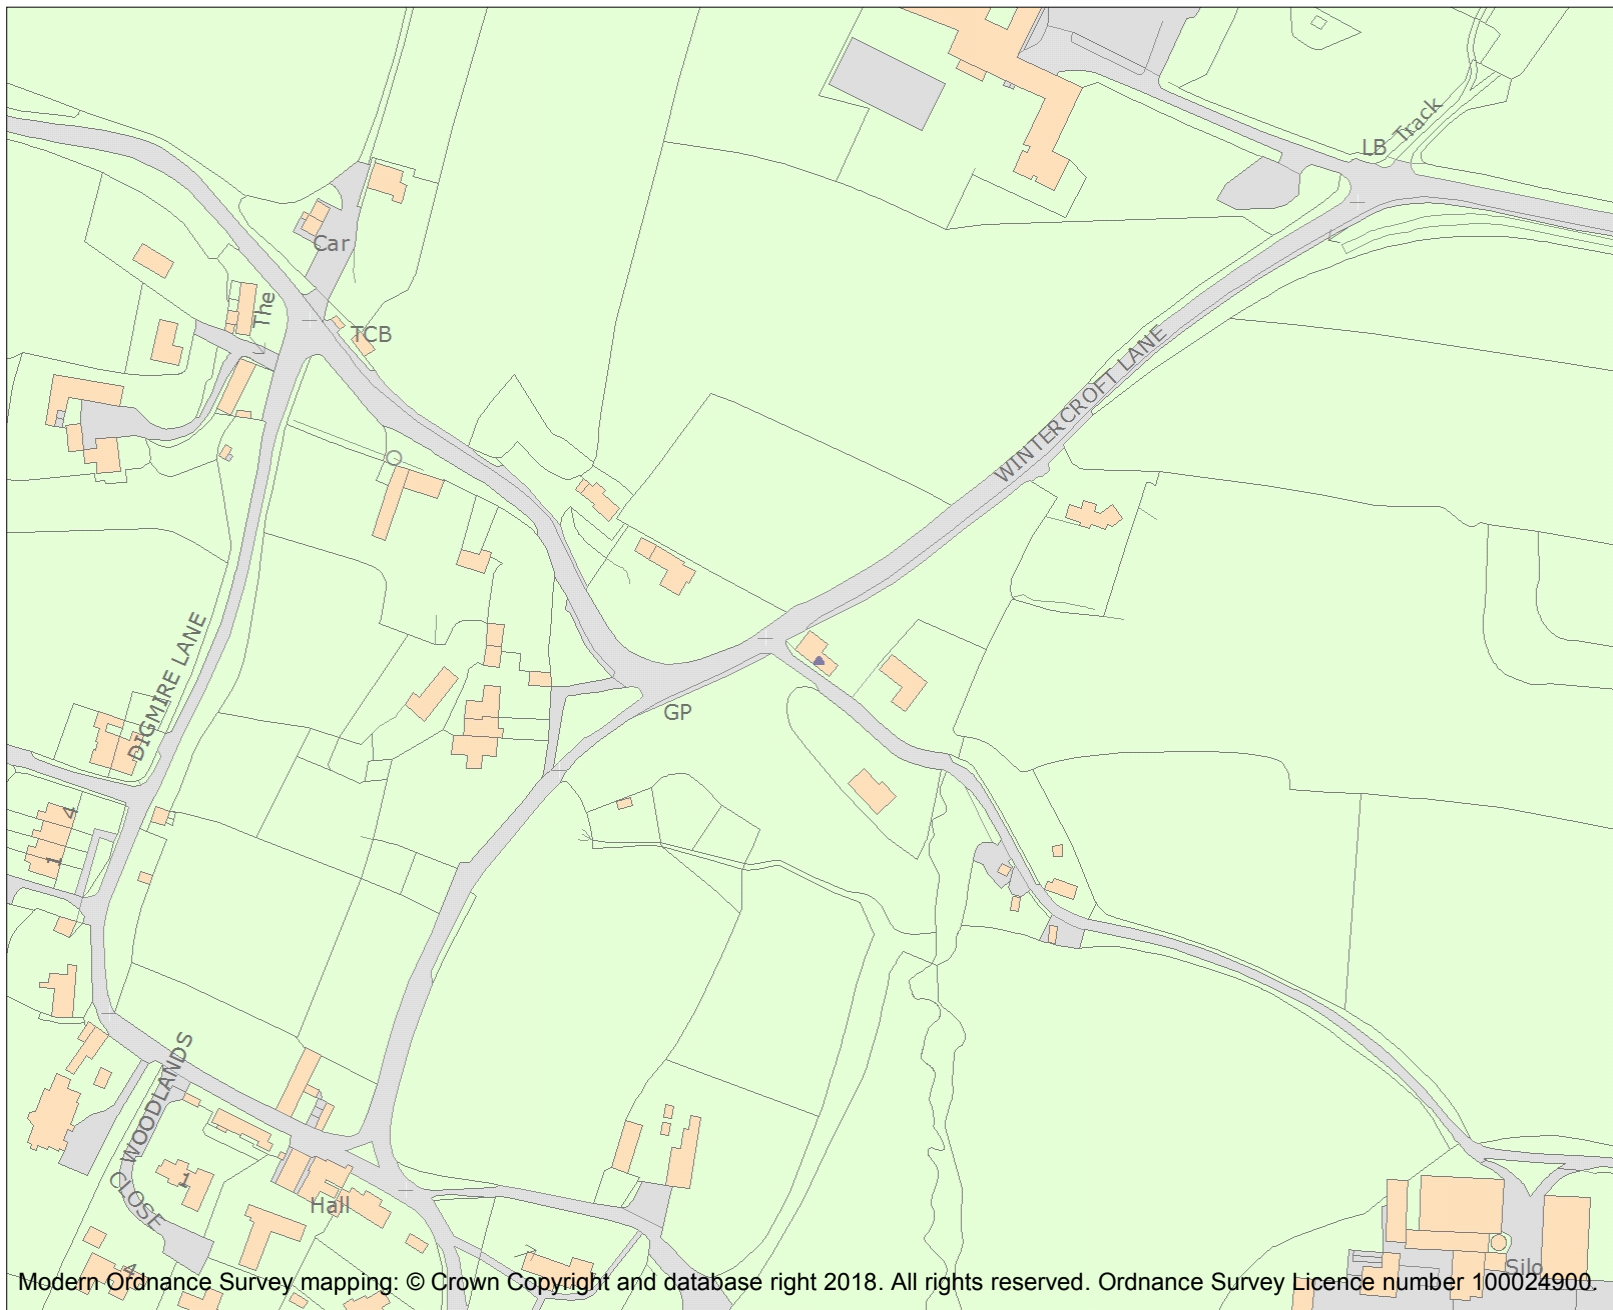 LB
Track
Car
The
TCB
WINTERCROFT LANE
DIGMIRE LANE
GP
4
1
WOODLANDS
CLOSE
1
Hall
4
Silo
Modern Ordnance Survey mapping: © Crown Copyright and database right 2018. All rights reserved. Ordnance Survey Licence number 100024900.